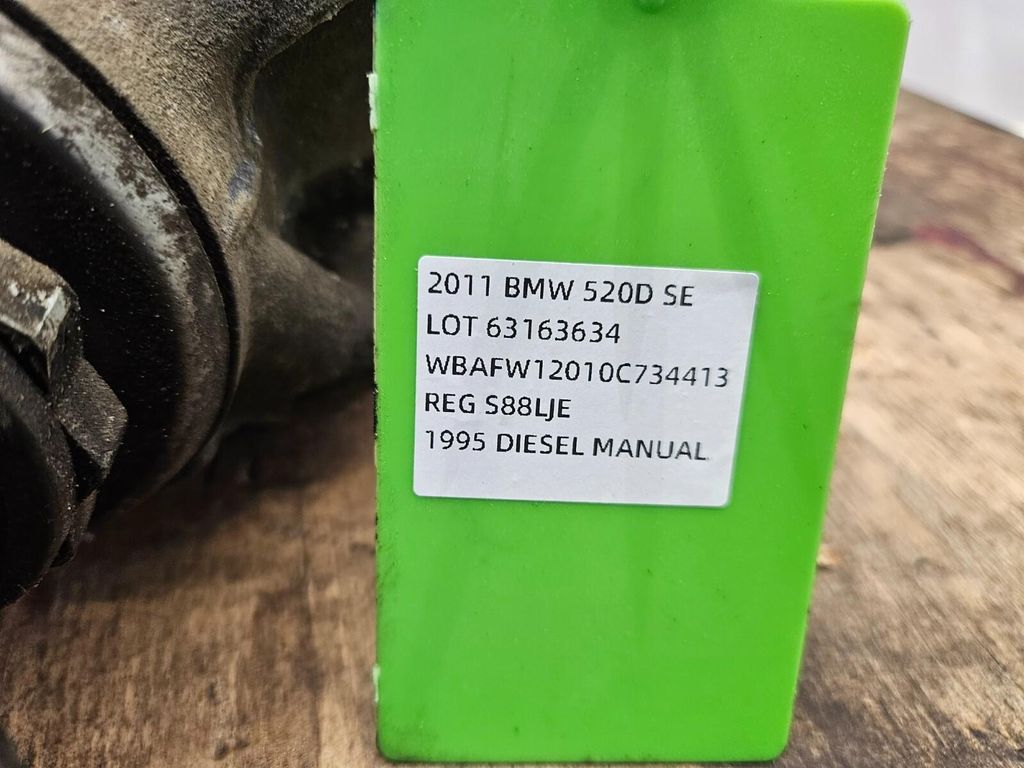 2011 BMW 520D SE
LOT 63163634
WBAFW12010C734413
REG S88LJE
1995 DIESEL MANUAL